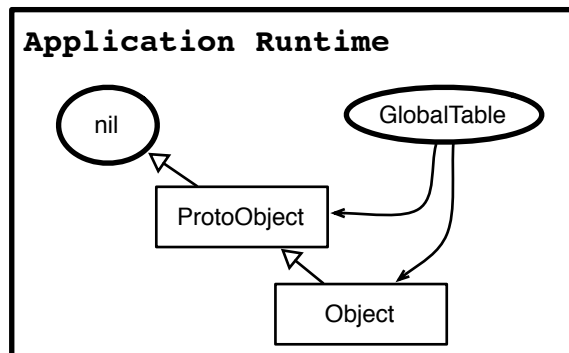 Application Runtime
nil
GlobalTable
ProtoObject
Object